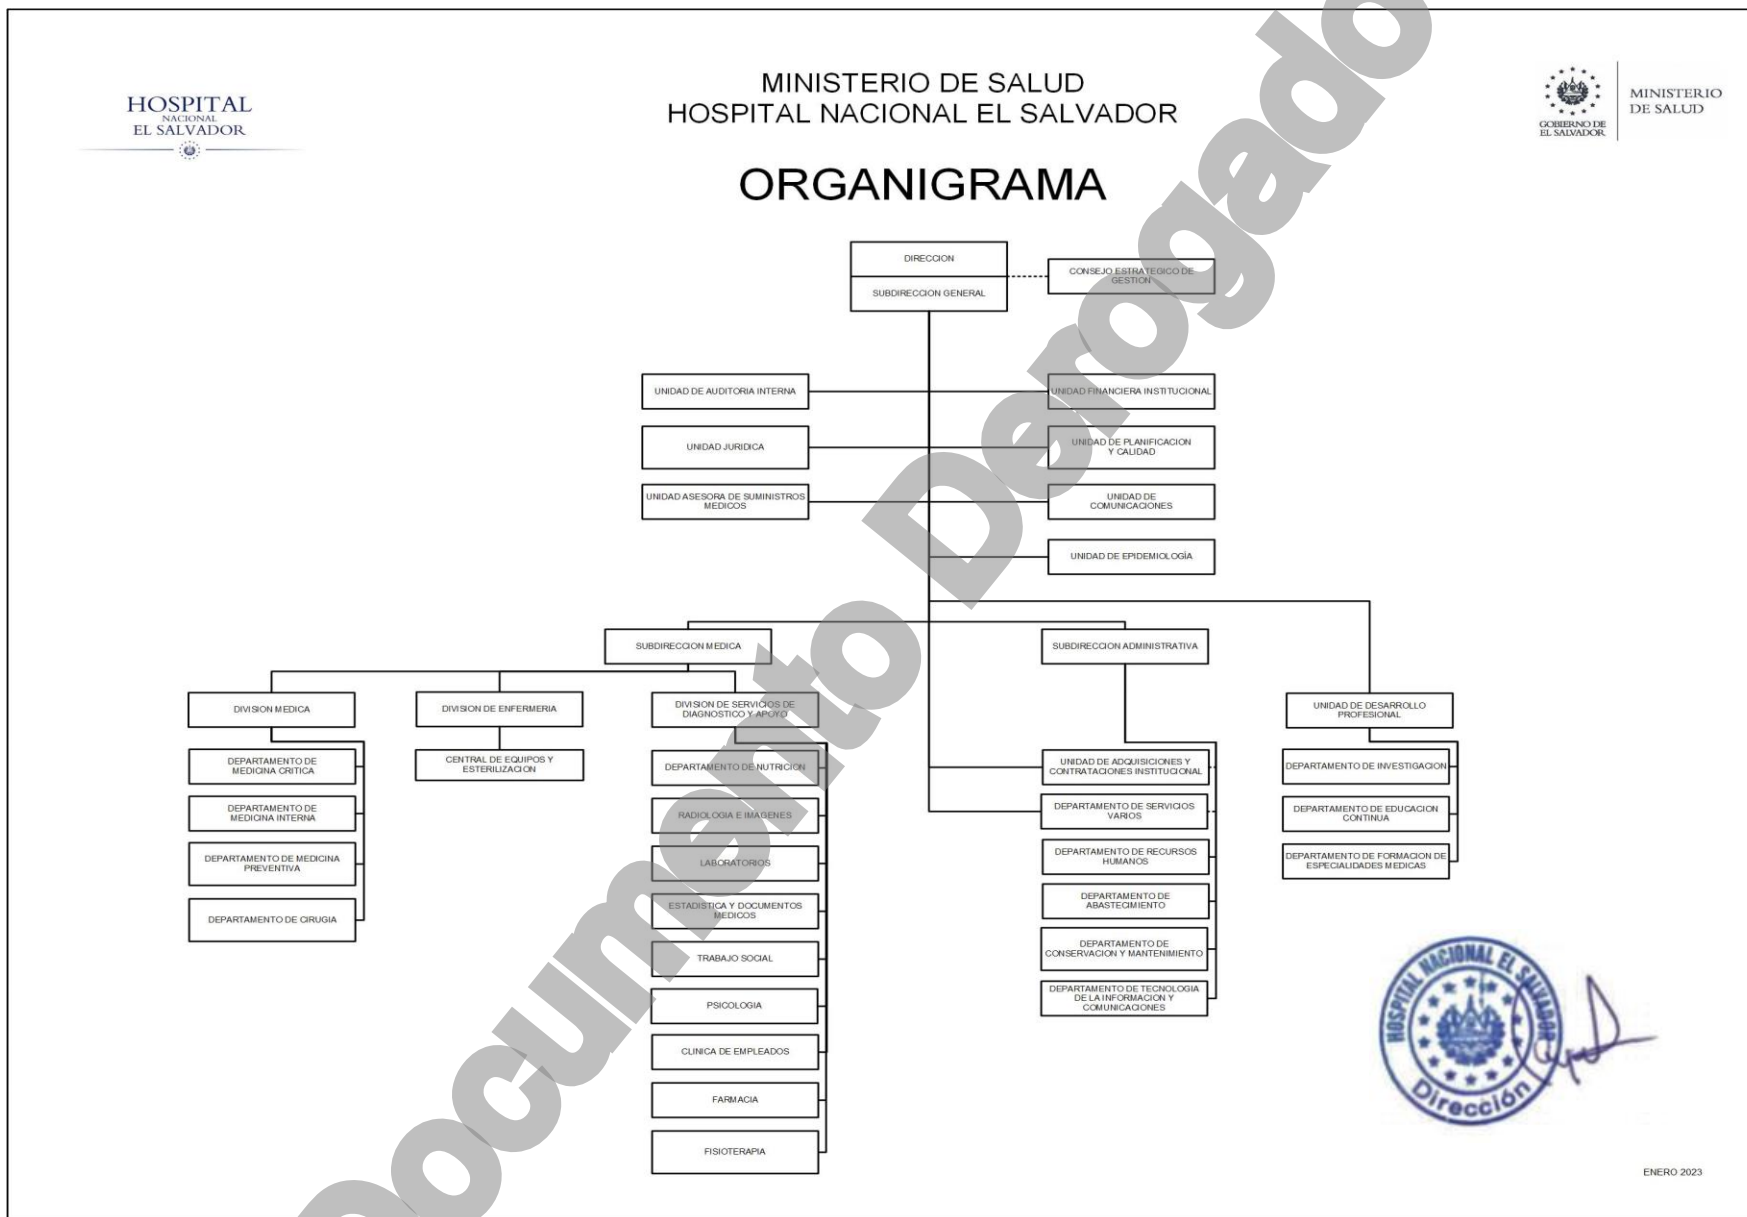 HOSPITAL
NACIONAL
EL SALVADOR
MINISTERIO DE SALUD
HOSPITAL NACIONAL EL SALVADOR
ORGANIGRAMA
GOBIERNO DE
EL SALVADOR
MINISTERIO
DE SALUD
DIRECCION
SUBDIRECCION GENERAL
CONSEJO ESTRATEGICO DE
GESTION
UNIDAD DE AUDITORIA INTERNA
UNIDAD FINANCIERA INSTITUCIONAL
UNIDAD JURIDICA
UNIDAD DE PLANIFICACION
Y CALIDAD
UNIDAD ASESORA DE SUMINISTROS
MEDICOS
UNIDAD DE
COMUNICACIONES
UNIDAD DE EPIDEMIOLOGÍA
SUBDIRECCION MEDICA
SUBDIRECCION ADMINISTRATIVA
DIVISION MEDICA
DIVISION DE ENFERMERIA
DIVISION DE SERVICIOS DE
DIAGNOSTICO Y APOYO
UNIDAD DE DESARROLLO
PROFESIONAL
DEPARTAMENTO DE
MEDICINA CRITICA
DEPARTAMENTO DE
MEDICINA INTERNA
DEPARTAMENTO DE MEDICINA
PREVENTIVA
DEPARTAMENTO DE CIRUGIA
CENTRAL DE EQUIPOS Y
ESTERILIZACION
DEPARTAMENTO DE NUTRICION
RADIOLOGIA E IMAGENES
LABORATORIOS
ESTADISTICA Y DOCUMENTOS
MEDICOS
TRABAJO SOCIAL
PSICOLOGIA
CLINICA DE EMPLEADOS
FARMACIA
FISIOTERAPIA
UNIDAD DE ADQUISICIONES Y
CONTRATACIONES INSTITUCIONAL
DEPARTAMENTO DE SERVICIOS
VARIOS
DEPARTAMENTO DE RECURSOS
HUMANOS
DEPARTAMENTO DE
ABASTECIMIENTO
DEPARTAMENTO DE
CONSERVACION Y MANTENIMIENTO
DEPARTAMENTO DE TECNOLOGIA
DE LA INFORMACION Y
COMUNICACIONES
DEPARTAMENTO DE INVESTIGACION
DEPARTAMENTO DE EDUCACION
CONTINUA
DEPARTAMENTO DE FORMACION DE
ESPECIALIDADES MEDICAS
HOSPITAL NACIONAL EL SALVADOR
Dirección
ENERO 2023
Documento Derogado